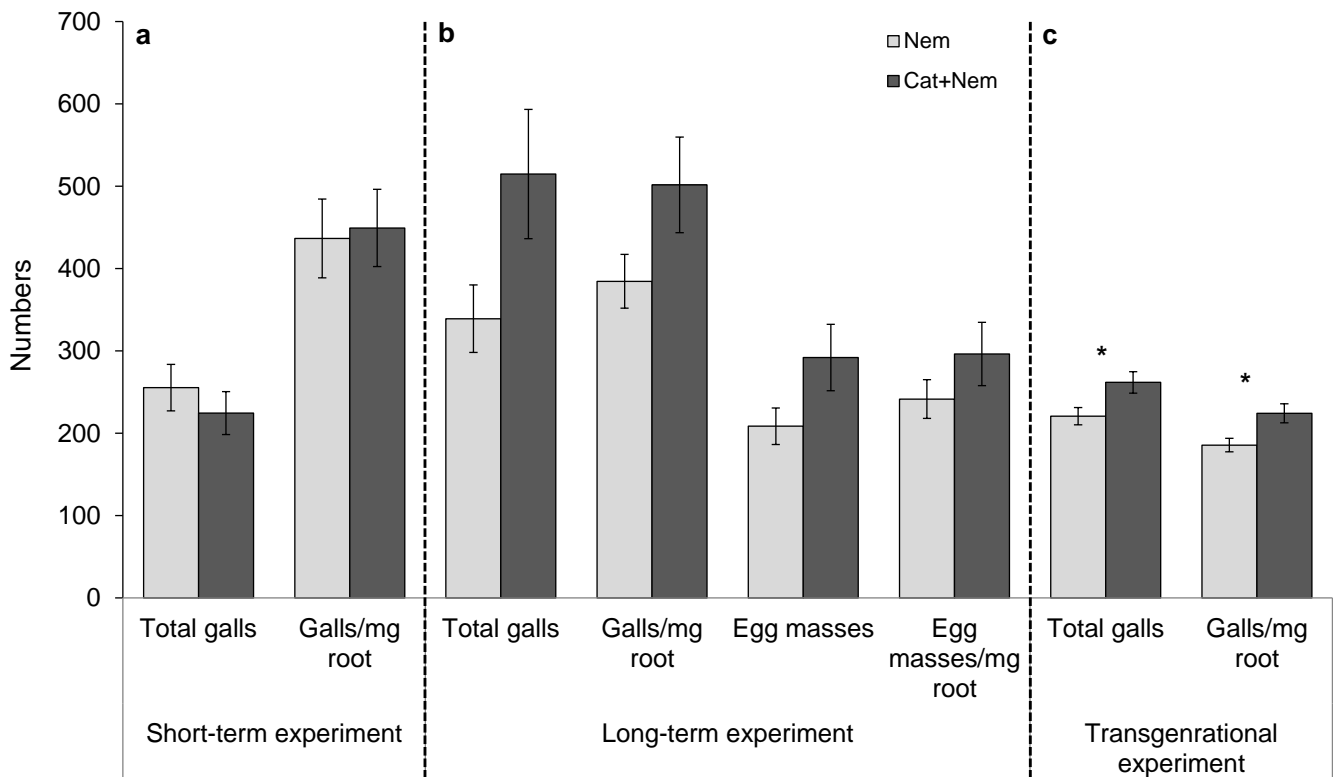 a
b
c
Nem
Cat+Nem
*
*
Numbers
700
600
500
400
300
200
100
0
Total galls
Galls/mg
root
Total galls
Galls/mg
root
Egg masses
Egg
masses/mg
root
Total galls
Galls/mg
root
Short-term experiment
Long-term experiment
Transgenrational
experiment